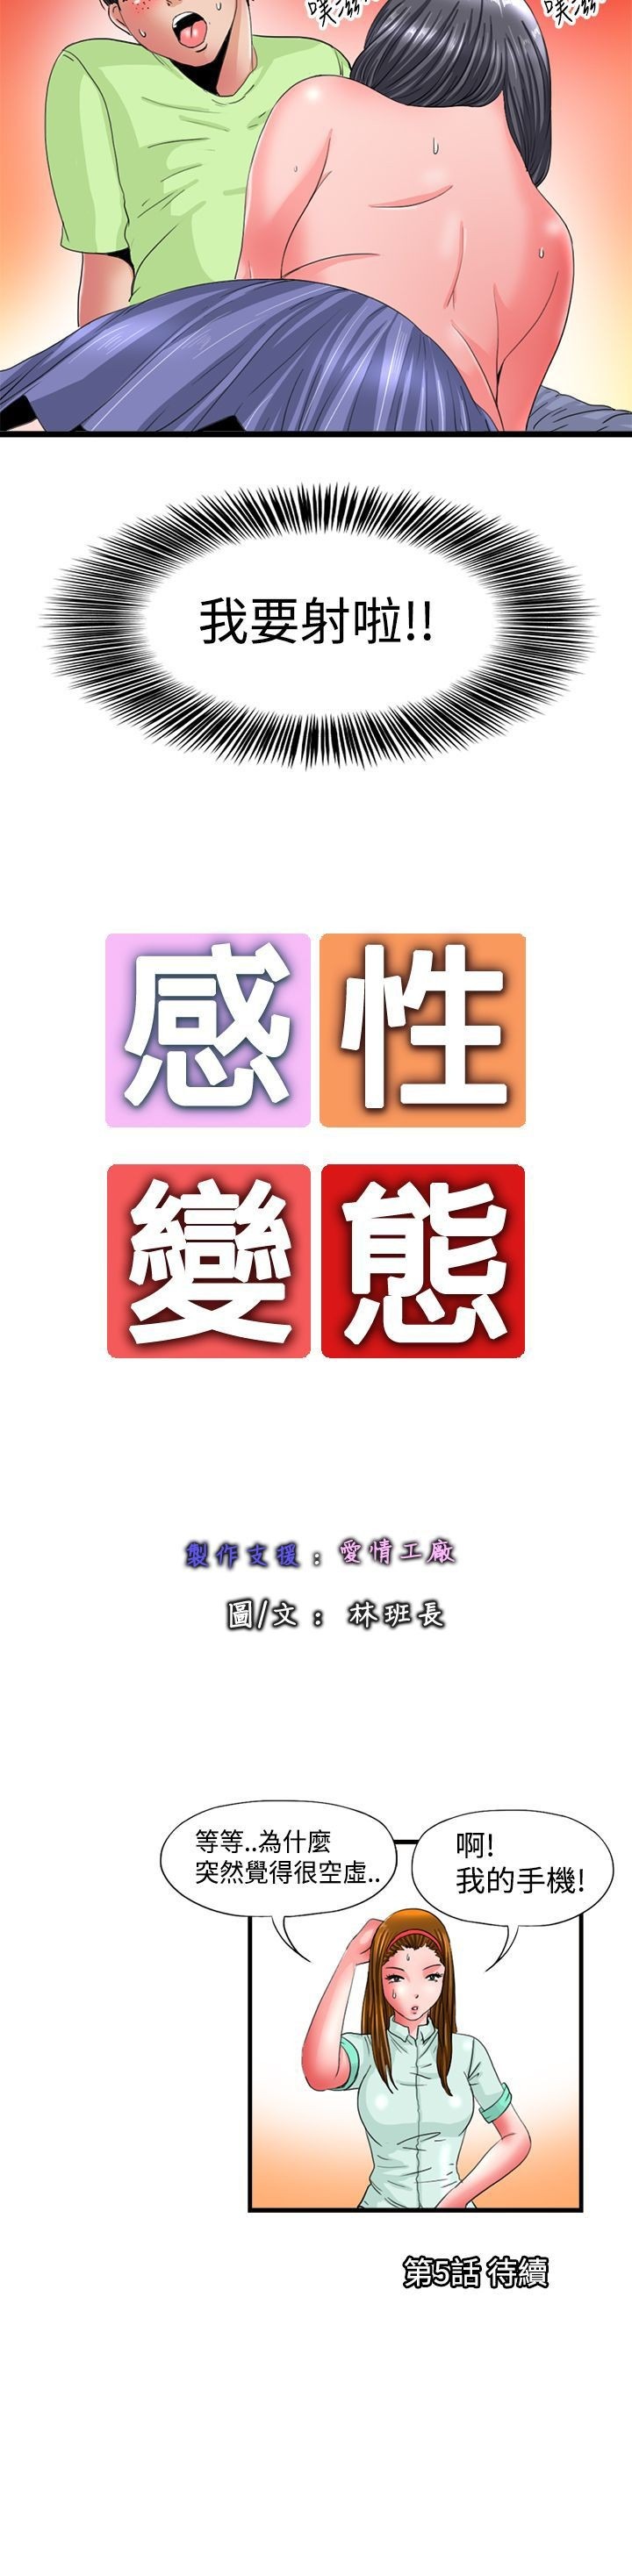 噗滋
噗滋
我要射啦!!
感性
變態
製作支援：愛情工廠
圖/文：林班長
等等..為什麼
突然覺得很空虛..
啊!
我的手機!
第5話 待續